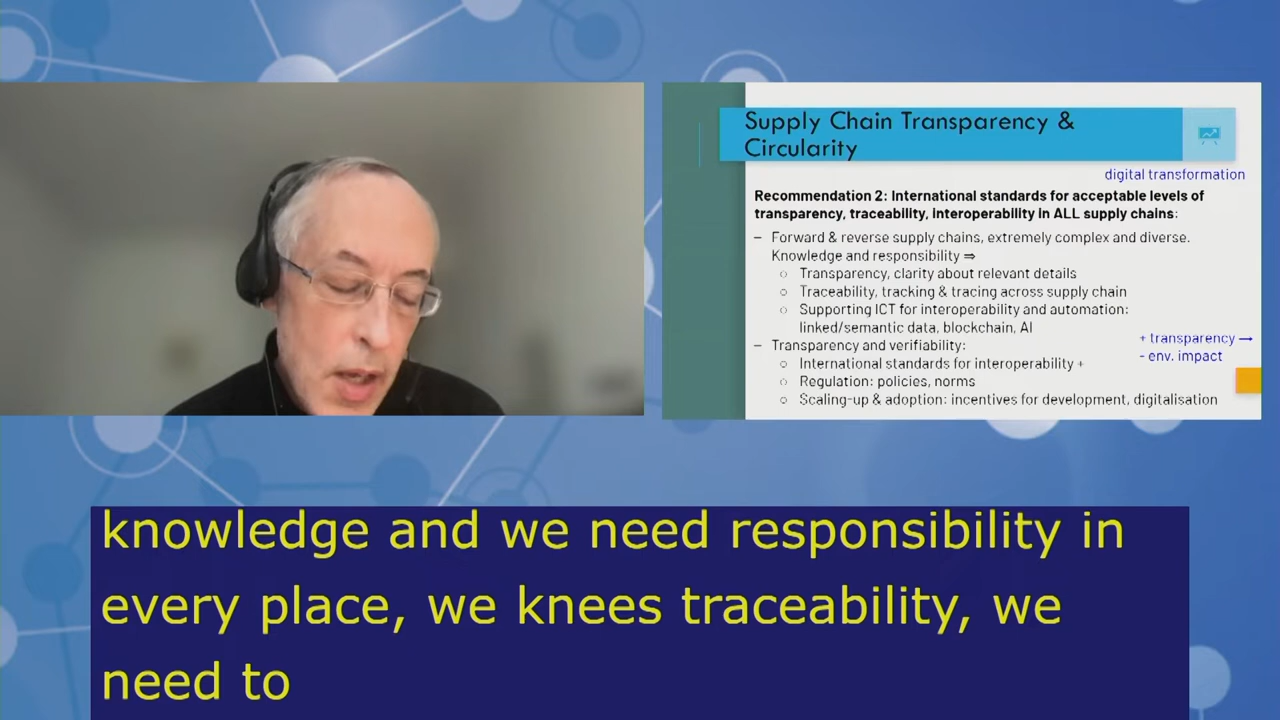 Supply Chain Transparency &
Circularity
digital transformation
Recommendation 2: International standards for acceptable levels of
transparency, traceability, interoperability in ALL supply chains:
– Forward & reverse supply chains, extremely complex and diverse.
Knowledge and responsibility ⇒
○ Transparency, clarity about relevant details
○ Traceability, tracking & tracing across supply chain
○ Supporting ICT for interoperability and automation:
linked/semantic data, blockchain, AI
– Transparency and verifiability:
○ International standards for interoperability +
○ Regulation: policies, norms
○ Scaling-up & adoption: incentives for development, digitalisation
+ transparency →
- env. impact
knowledge and we need responsibility in
every place, we knees traceability, we
need to